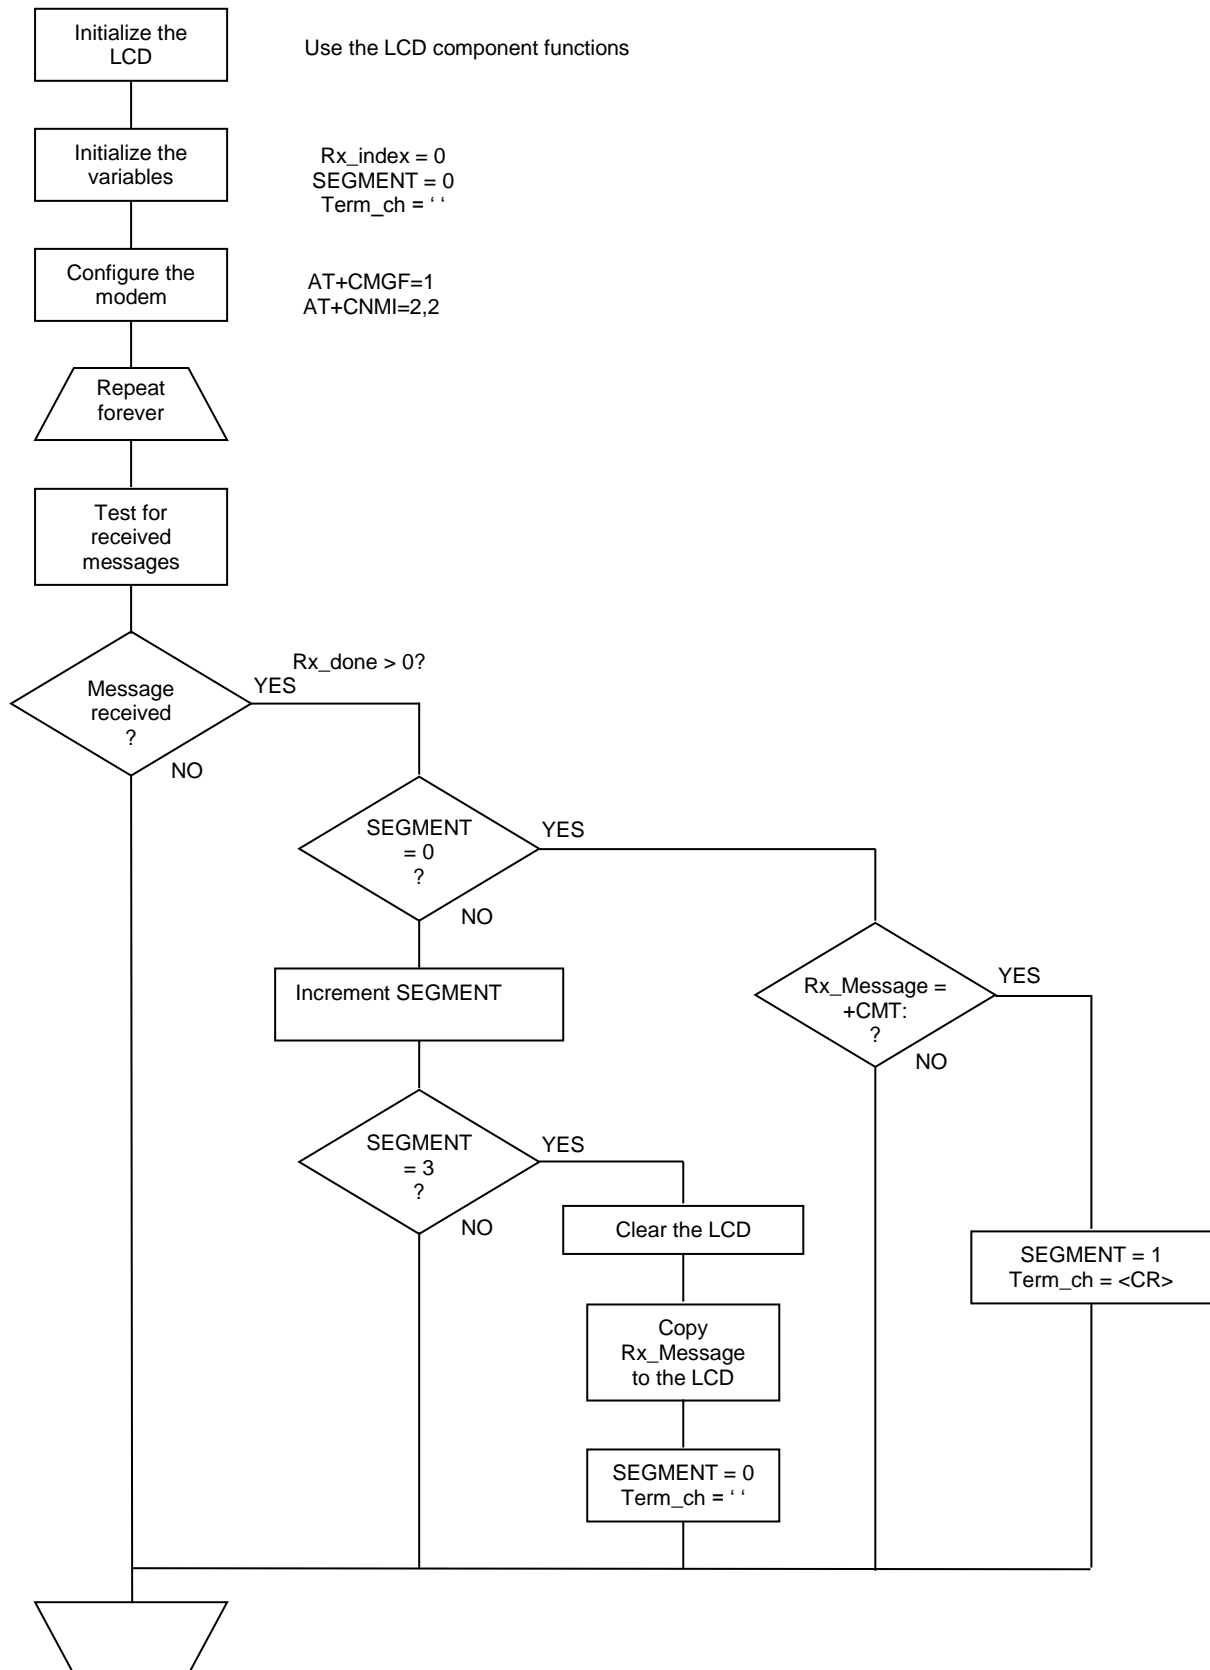 Initialize the
LCD
Use the LCD component functions
Initialize the
variables
Rx_index = 0
SEGMENT = 0
Term_ch = ‘ ‘
Configure the
modem
AT+CMGF=1
AT+CNMI=2,2
Repeat
forever
Test for
received
messages
Message
received
?
Rx_done > 0?
YES
NO
SEGMENT
= 0
?
YES
NO
Rx_Message =
+CMT:
?
YES
NO
Increment SEGMENT
SEGMENT
= 3
?
YES
NO
Clear the LCD
SEGMENT = 1
Term_ch = <CR>
Copy
Rx_Message
to the LCD
SEGMENT = 0
Term_ch = ‘ ‘